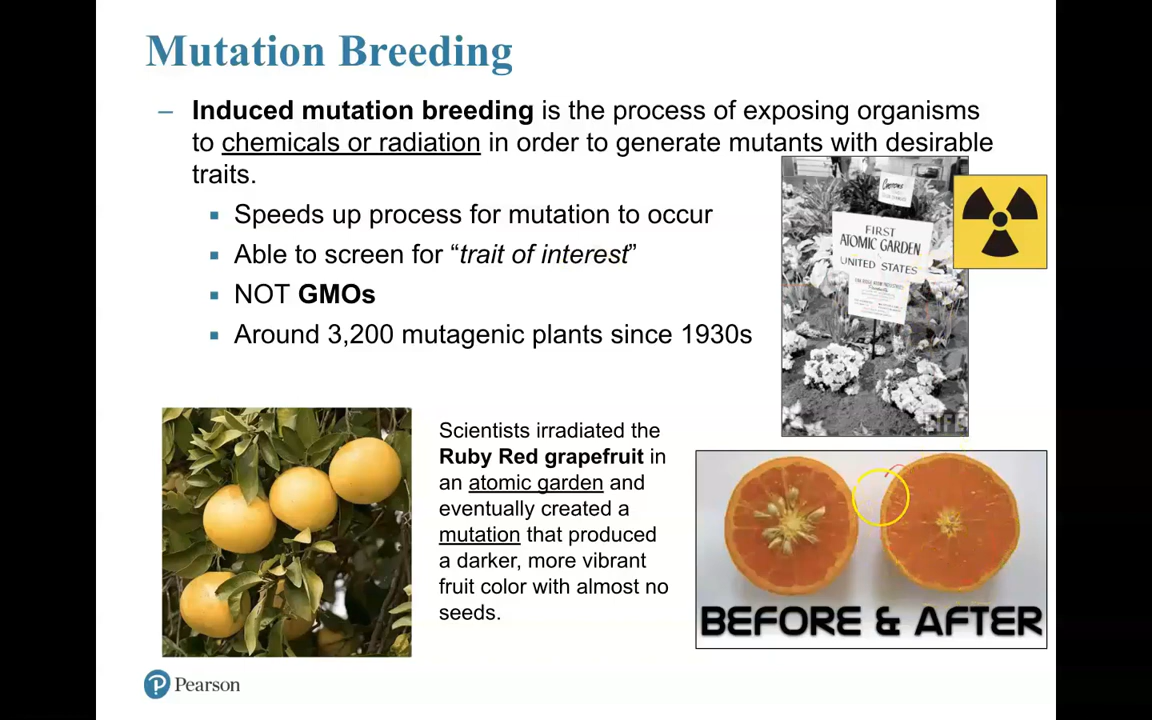 Mutation Breeding
– Induced mutation breeding is the process of exposing organisms
to chemicals or radiation in order to generate mutants with desirable
traits.
▪ Speeds up process for mutation to occur
▪ Able to screen for “trait of interest”
▪ NOT GMOs
▪ Around 3,200 mutagenic plants since 1930s
FIRST
ATOMIC GARDEN
UNITED STATES
LIFE
Scientists irradiated the
Ruby Red grapefruit in
an atomic garden and
eventually created a
mutation that produced
a darker, more vibrant
fruit color with almost no
seeds.
BEFORE & AFTER
Pearson